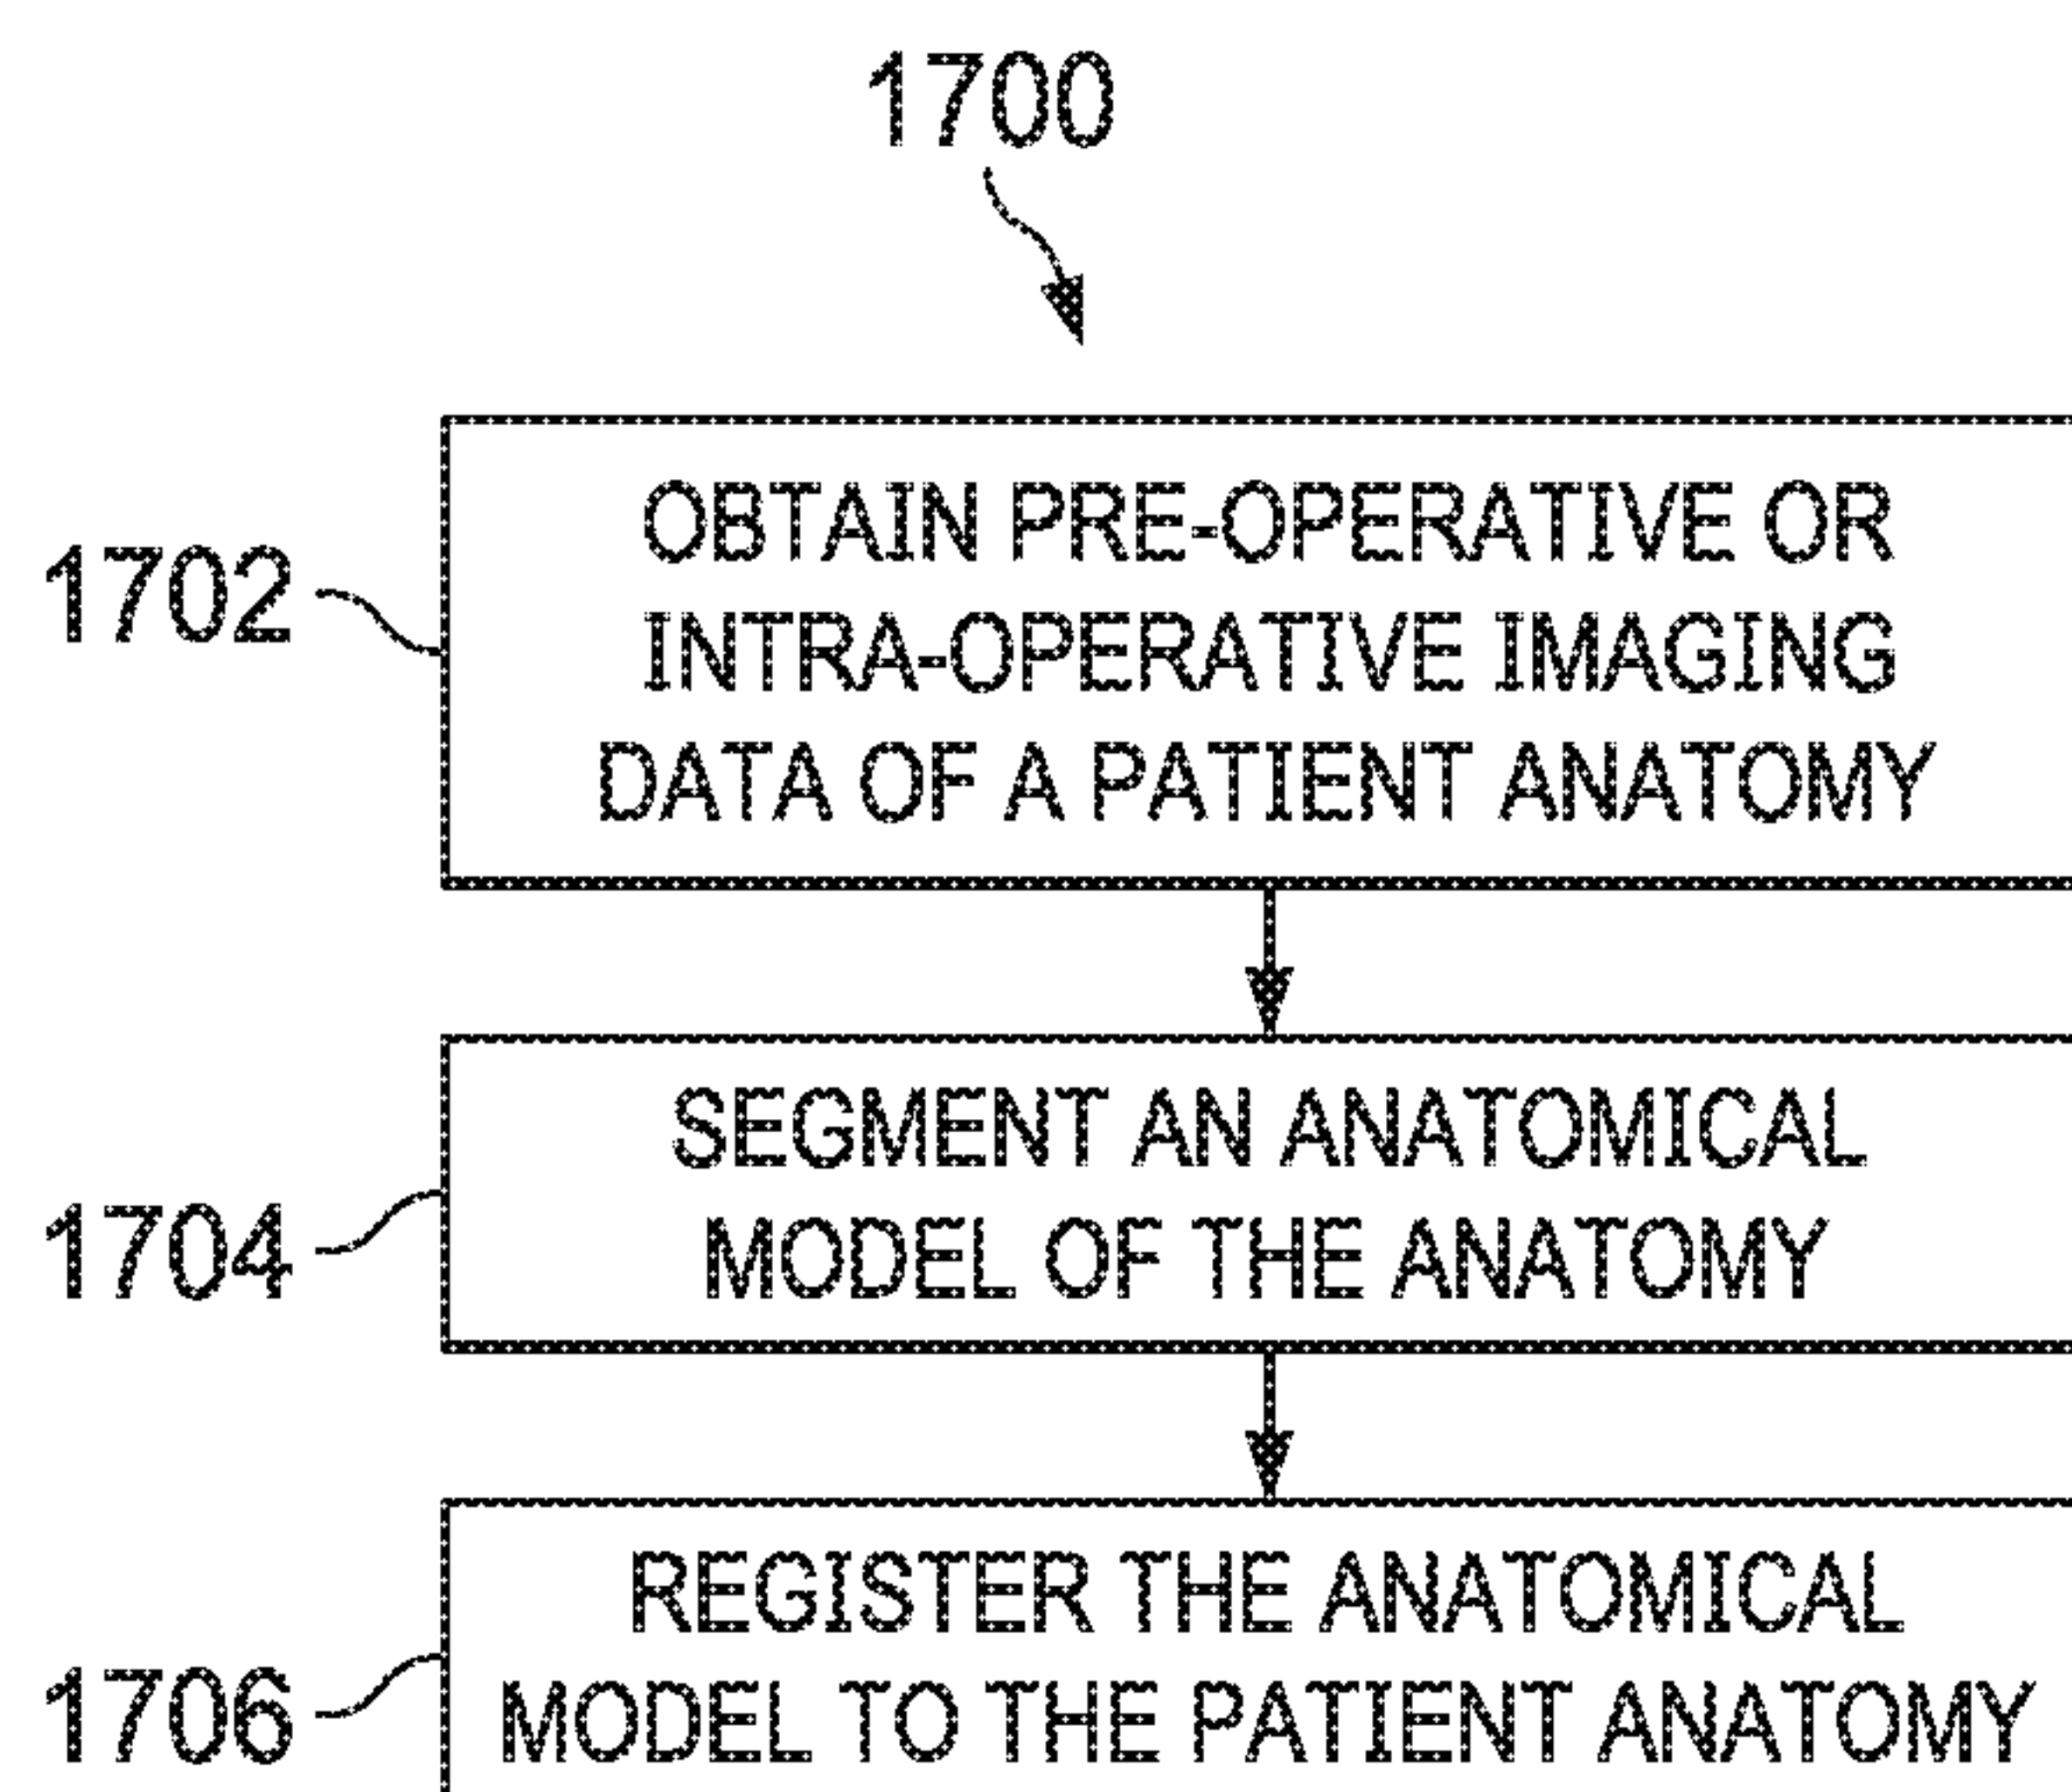 1700
1702
OBTAIN PRE-OPERATIVE OR
INTRA-OPERATIVE IMAGING
DATA OF A PATIENT ANATOMY
1704
SEGMENT AN ANATOMICAL
MODEL OF THE ANATOMY
1706
REGISTER THE ANATOMICAL
MODEL TO THE PATIENT ANATOMY